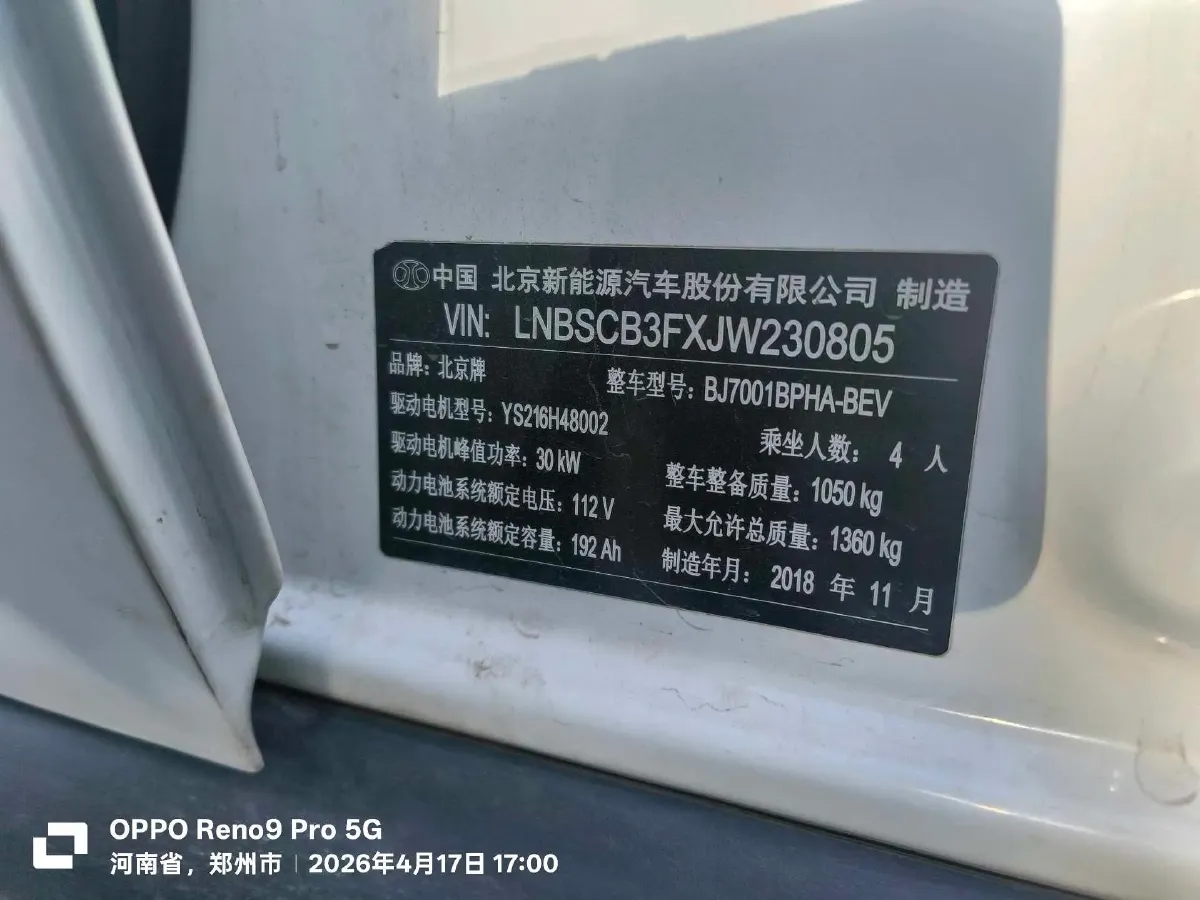 中国 北京新能源汽车股份有限公司 制造
VIN: LNBSCB3FXJW230805
品牌: 北京牌
整车型号: BJ7001BPHA-BEV
驱动电机型号: YS216H48002
乘坐人数: 4 人
驱动电机峰值功率: 30 kW
整车整备质量: 1050 kg
动力电池系统额定电压: 112 V
最大允许总质量: 1360 kg
动力电池系统额定容量: 192 Ah
制造年月: 2018 年 11 月
OPPO Reno9 Pro 5G
河南省，郑州市 | 2026年4月17日 17:00